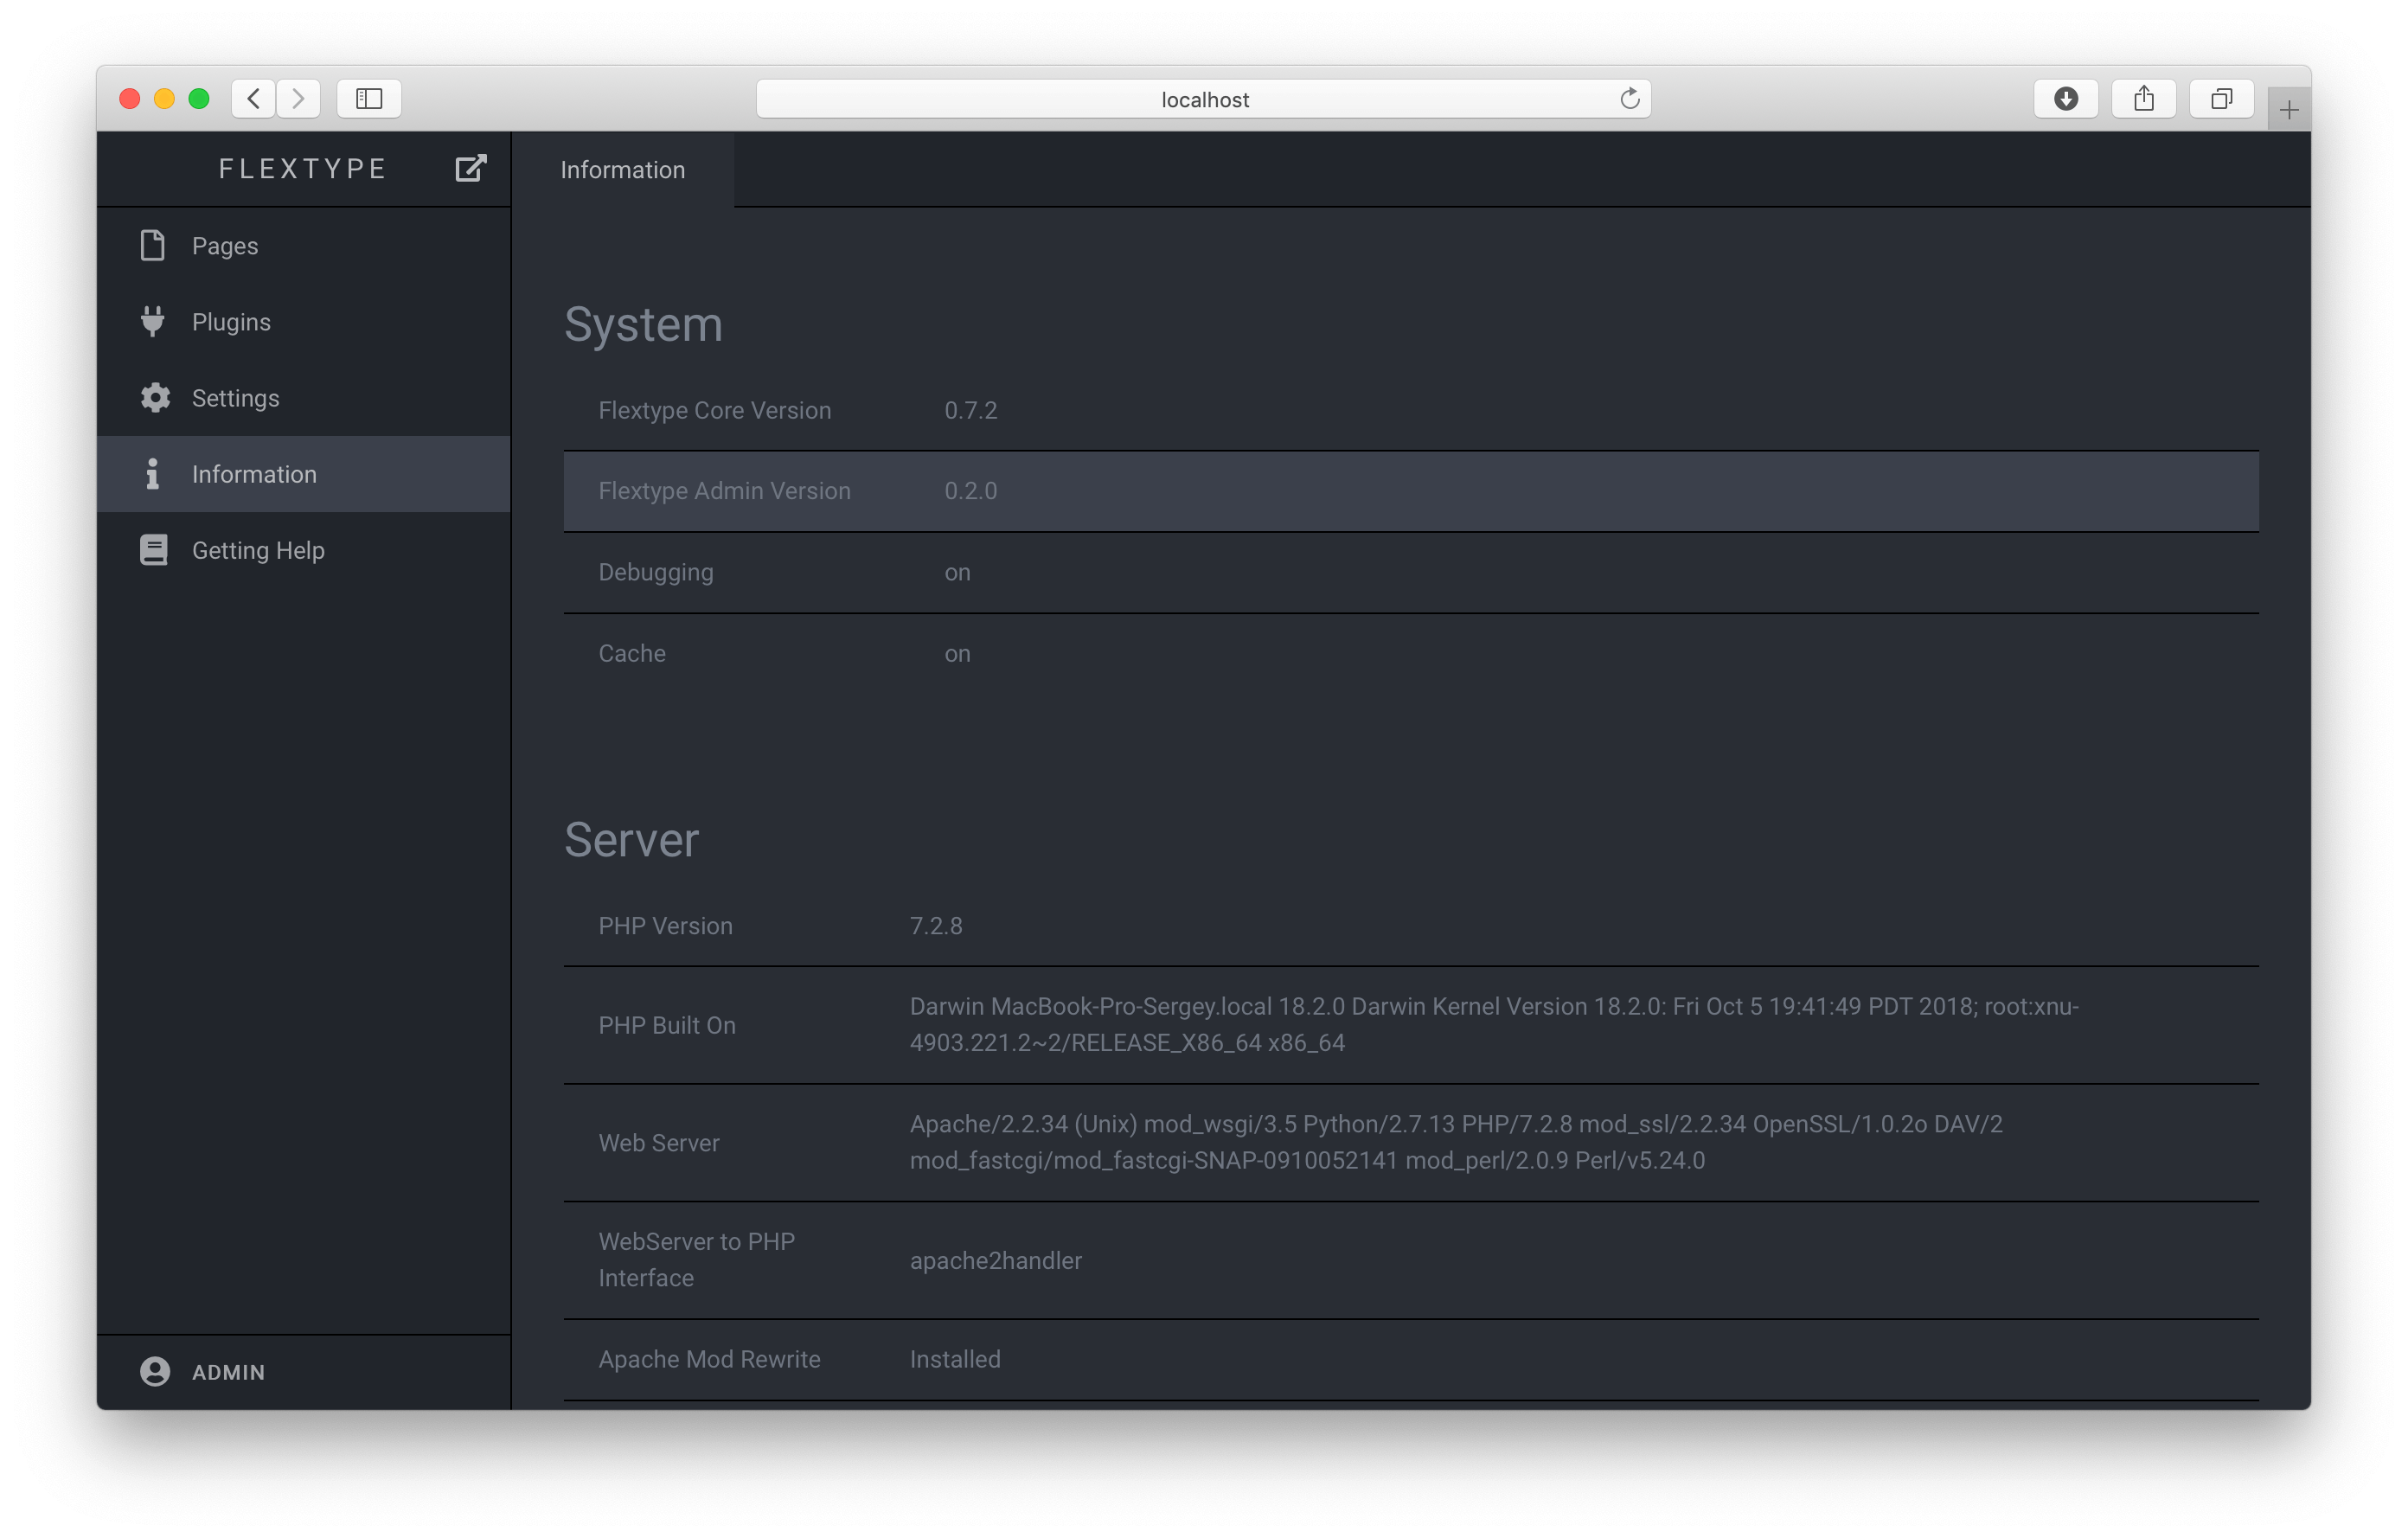 localhost
FLEXTYPE
Information
Pages
Plugins
Settings
Information
Getting Help
ADMIN
System
Flextype Core Version 0.7.2
Flextype Admin Version 0.2.0
Debugging on
Cache on
Server
PHP Version 7.2.8
PHP Built On
Darwin MacBook-Pro-Sergey.local 18.2.0 Darwin Kernel Version 18.2.0: Fri Oct 5 19:41:49 PDT 2018; root:xnu-
4903.221.2~2/RELEASE_X86_64 x86_64
Web Server
Apache/2.2.34 (Unix) mod_wsgi/3.5 Python/2.7.13 PHP/7.2.8 mod_ssl/2.2.34 OpenSSL/1.0.2o DAV/2
mod_fastcgi/mod_fastcgi-SNAP-0910052141 mod_perl/2.0.9 Perl/v5.24.0
WebServer to PHP
Interface
apache2handler
Apache Mod Rewrite Installed